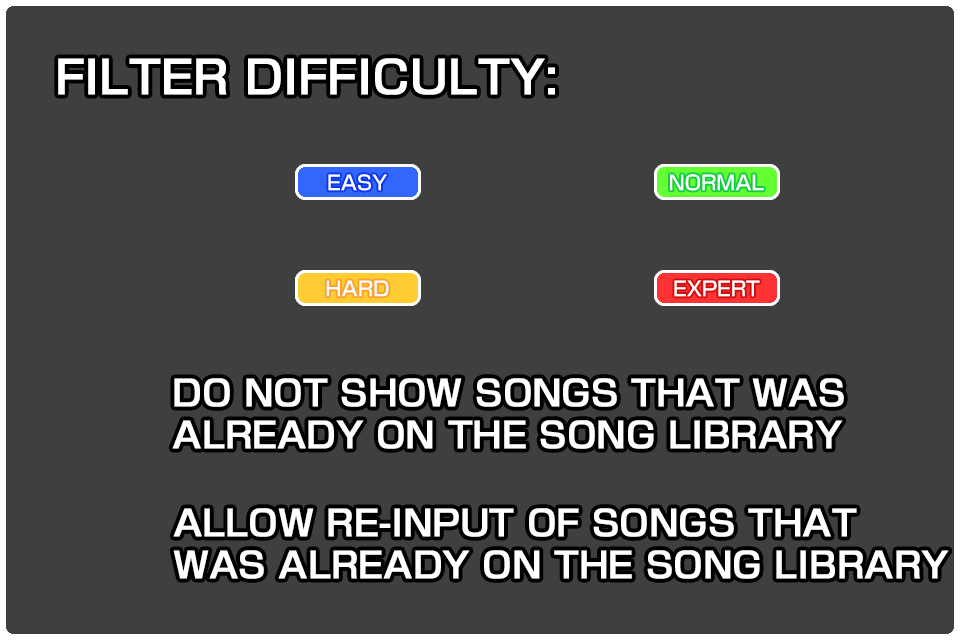 FILTER DIFFICULTY:
EASY NORMAL
HARD EXPERT
DO NOT SHOW SONGS THAT WAS
ALREADY ON THE SONG LIBRARY
ALLOW RE-INPUT OF SONGS THAT
WAS ALREADY ON THE SONG LIBRARY